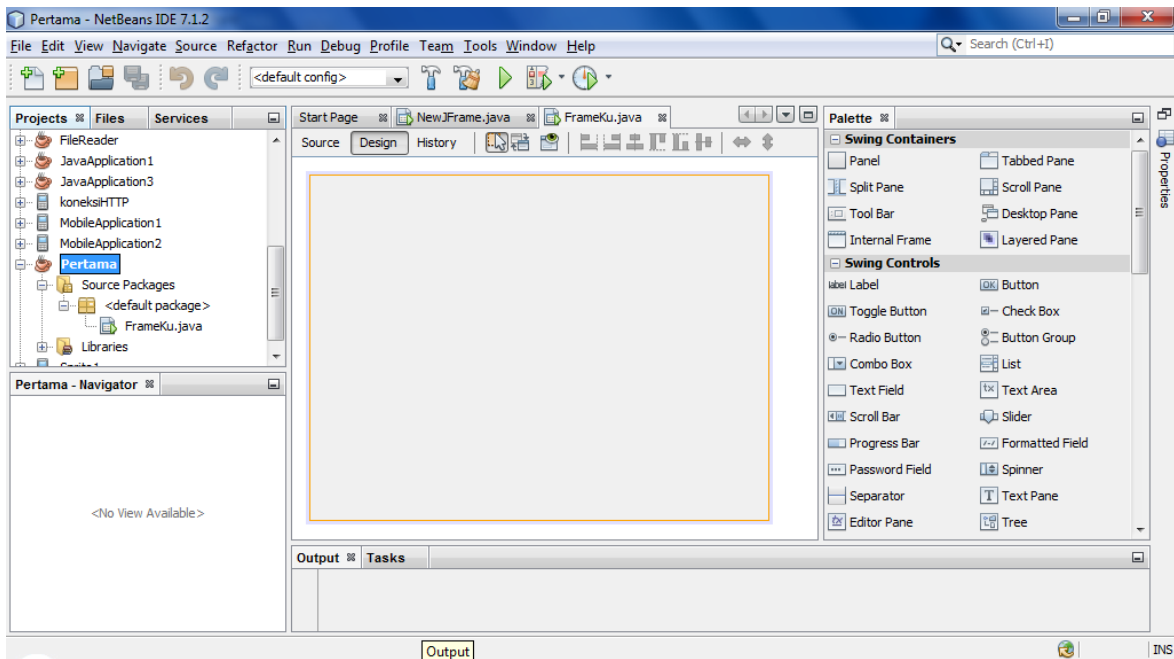 Pertama - NetBeans IDE 7.1.2
File Edit View Navigate Source Refactor Run Debug Profile Team Tools Window Help
Search (Ctrl+I)
<default config>
Projects Files Services
FileReader
JavaApplication1
JavaApplication3
koneksiHTTP
MobileApplication1
MobileApplication2
Pertama
Source Packages
<default package>
FrameKu.java
Libraries
Pertama - Navigator
<No View Available>
Start Page NewJFrame.java FrameKu.java
Source Design History
Output Tasks
Output
Palette
Swing Containers
Panel Tabbed Pane
Split Pane Scroll Pane
Tool Bar Desktop Pane
Internal Frame Layered Pane
Swing Controls
label Label OK Button
ON Toggle Button Check Box
Radio Button Button Group
Combo Box List
Text Field Text Area
Scroll Bar Slider
Progress Bar Formatted Field
Password Field Spinner
Separator T Text Pane
Editor Pane Tree
Properties
INS